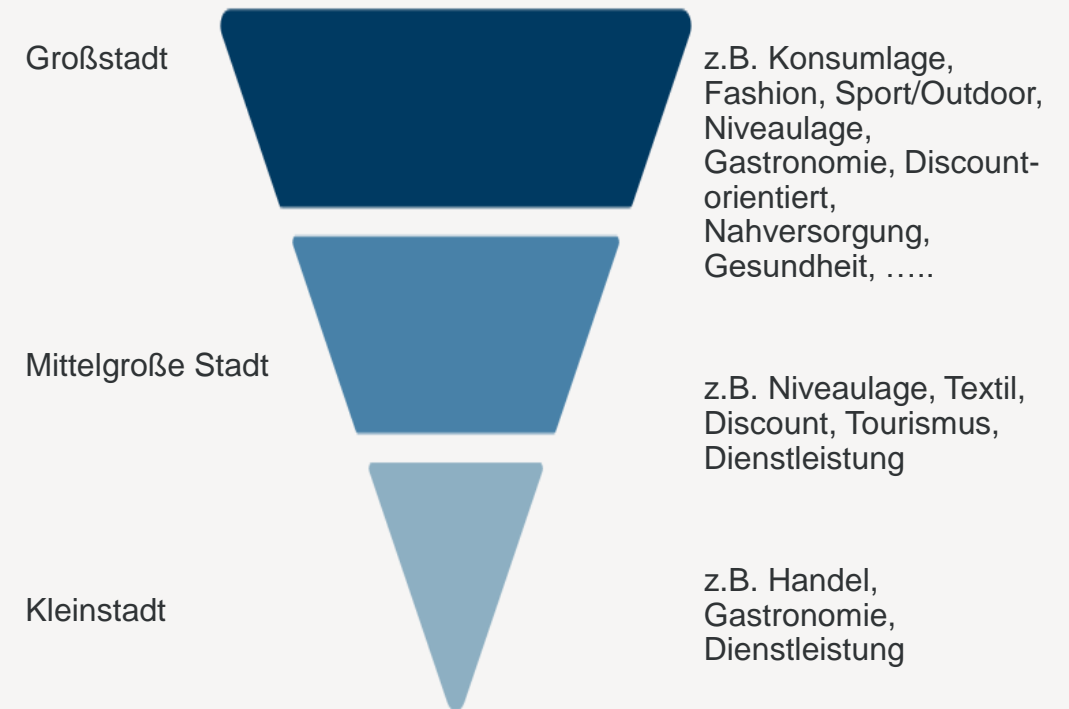 Großstadt
z.B. Konsumlage,
Fashion, Sport/Outdoor,
Niveaulage,
Gastronomie, Discount-
orientiert,
Nahversorgung,
Gesundheit, …..
Mittelgroße Stadt
z.B. Niveaulage, Textil,
Discount, Tourismus,
Dienstleistung
Kleinstadt
z.B. Handel,
Gastronomie,
Dienstleistung